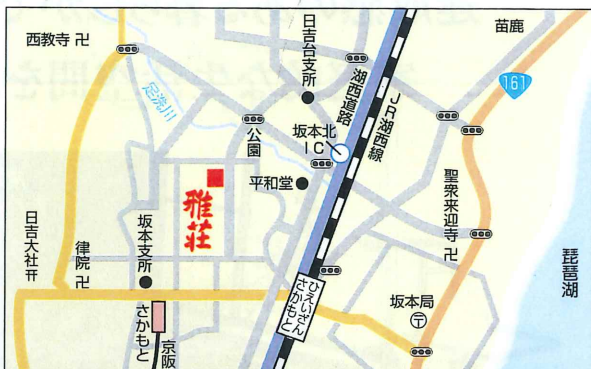 西教寺 卍
日吉台支所
苗鹿
161
足洗川
湖西道路
JR湖西線
坂本北
IC
公園
平和堂
雅荘
聖衆来迎寺 卍
琵琶湖
日吉大社
律院 卍
坂本支所
ひえいざん
さかもと
坂本局
〒
さかもと
京阪